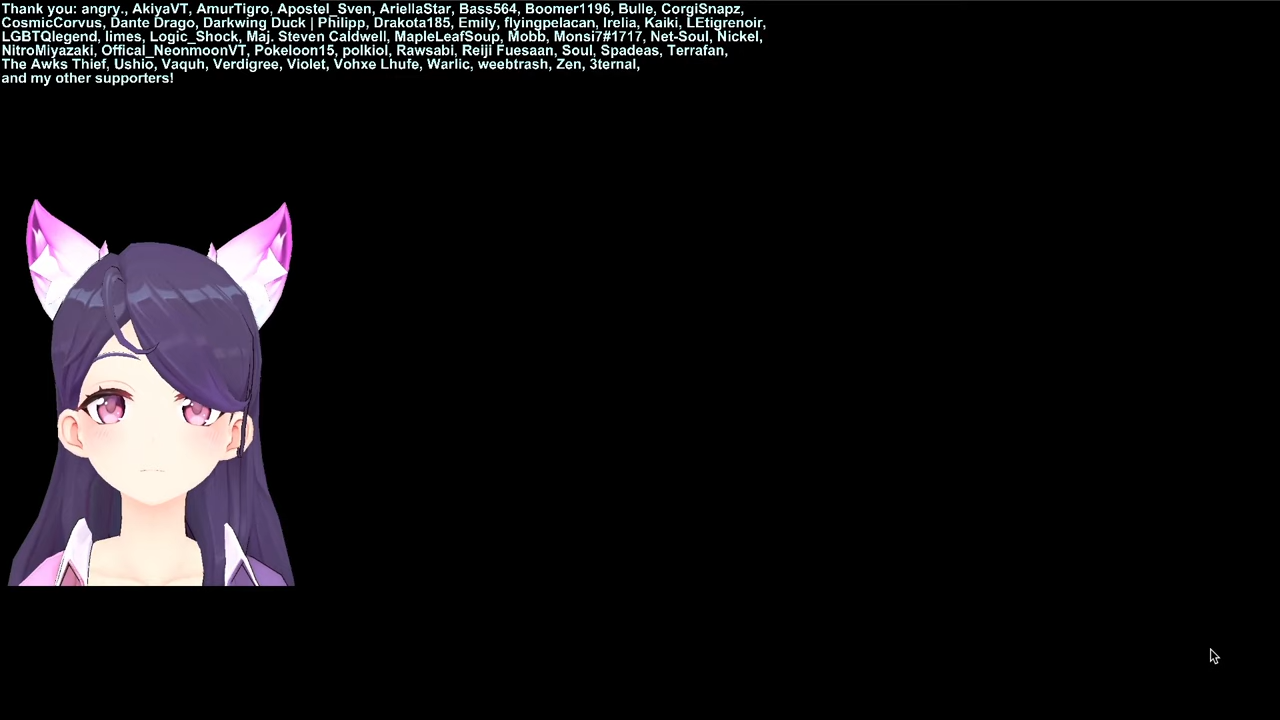 Thank you: angry., AkiyaVT, AmurTigro, Apostel_Sven, AriellaStar, Bass564, Boomer1196, Bulle, CorgiSnapz,
CosmicCorvus, Dante Drago, Darkwing Duck | Philipp, Drakota185, Emily, flyingpelacan, Irelia, Kaiki, LEtigrenoir,
LGBTQlegend, limes, Logic_Shock, Maj. Steven Caldwell, MapleLeafSoup, Mobb, Monsi7#1717, Net-Soul, Nickel,
NitroMiyazaki, Offical_NeonmoonVT, Pokeloon15, polkiol, Rawsabi, Reiji Fuesaan, Soul, Spadeas, Terrafan,
The Awks Thief, Ushio, Vaquh, Verdigree, Violet, Vohxe Lhufe, Warlic, weebtrash, Zen, 3ternal,
and my other supporters!